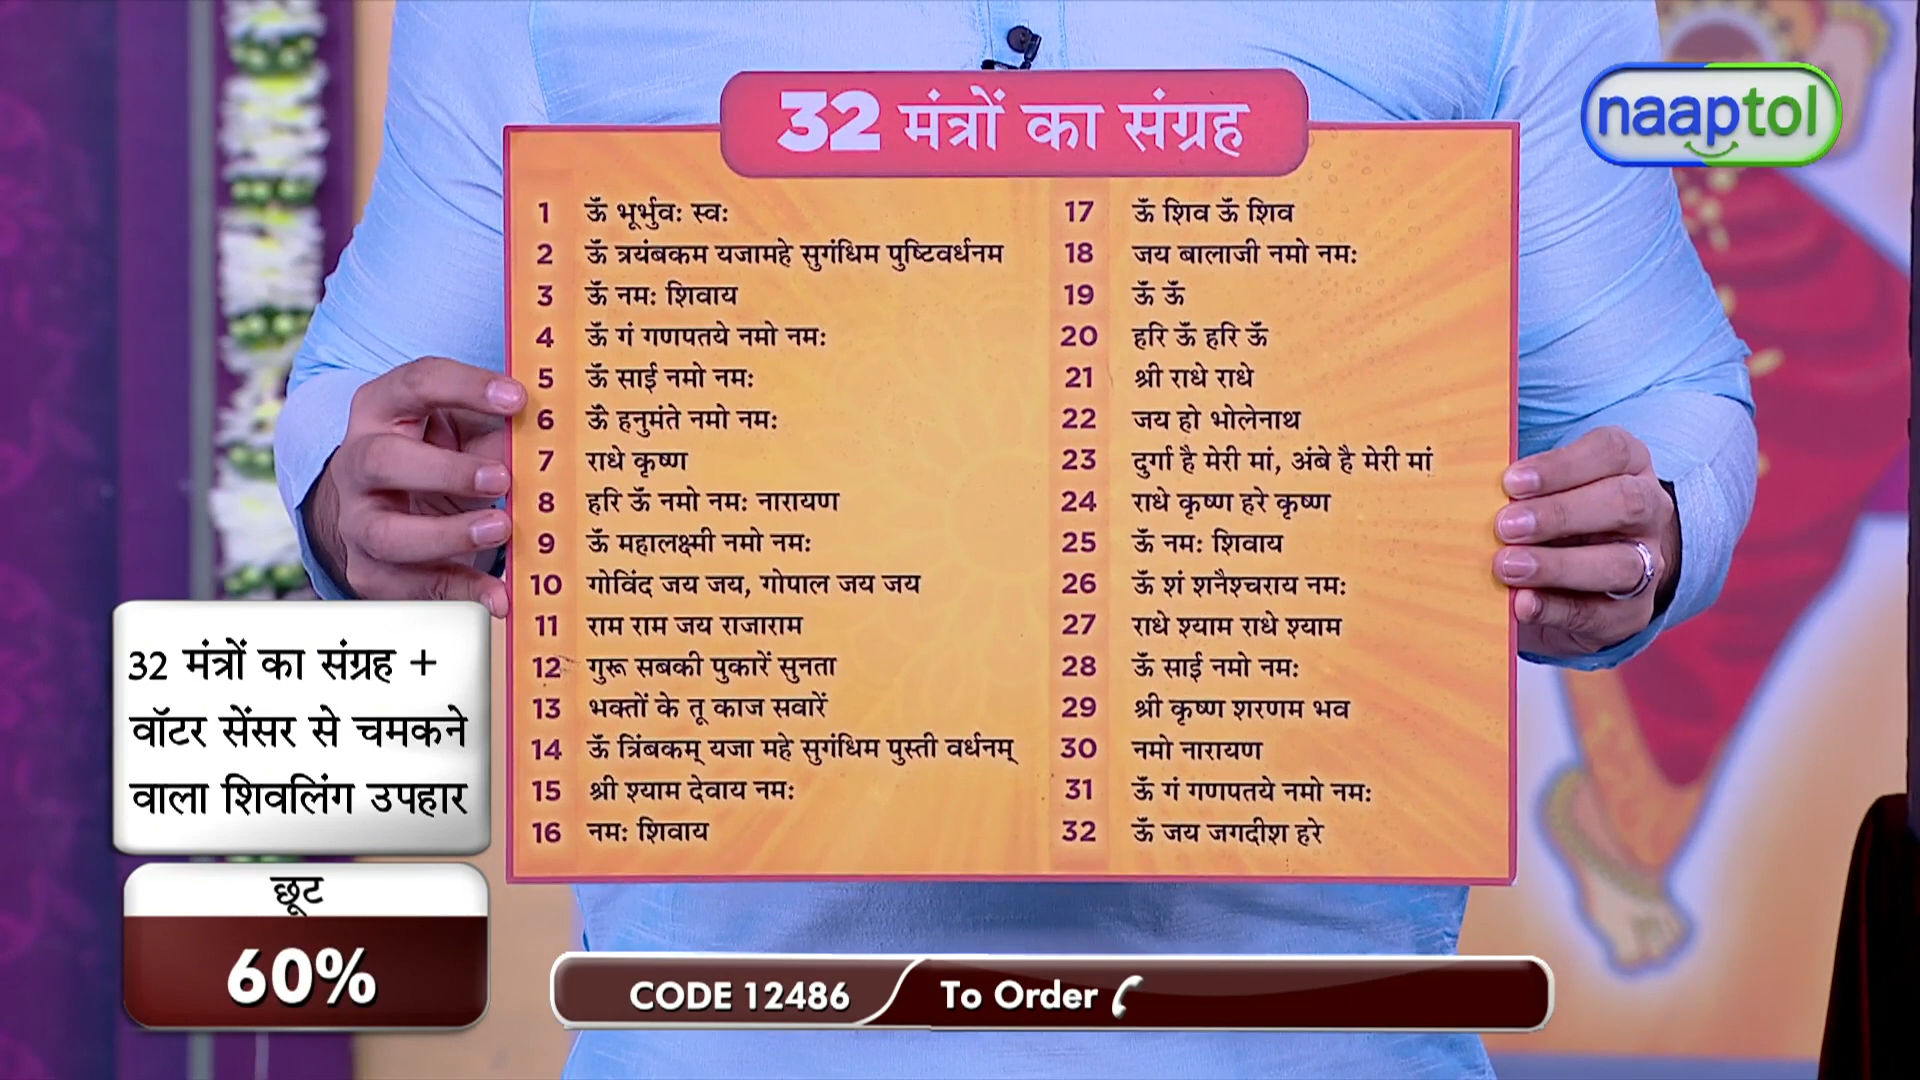 32 मंत्रों का संग्रह
naaptol
1 ॐ भूर्भुवः स्वः
2 ॐ त्रयंबकम यजामहे सुगंधिम पुष्टिवर्धनम
3 ॐ नमः शिवाय
4 ॐ गं गणपतये नमो नमः
5 ॐ साई नमो नमः
6 ॐ हनुमंते नमो नमः
7 राधे कृष्ण
8 हरि ॐ नमो नमः नारायण
9 ॐ महालक्ष्मी नमो नमः
10 गोविंद जय जय, गोपाल जय जय
11 राम राम जय राजाराम
12 गुरू सबकी पुकारें सुनता
13 भक्तों के तू काज सवारें
14 ॐ त्रिंबकम् यजा महे सुगंधिम पुस्ती वर्धनम्
15 श्री श्याम देवाय नमः
16 नमः शिवाय
17 ॐ शिव ॐ शिव
18 जय बालाजी नमो नमः
19 ॐ ॐ
20 हरि ॐ हरि ॐ
21 श्री राधे राधे
22 जय हो भोलेनाथ
23 दुर्गा है मेरी मां, अंबे है मेरी मां
24 राधे कृष्ण हरे कृष्ण
25 ॐ नमः शिवाय
26 ॐ शं शनैश्चराय नमः
27 राधे श्याम राधे श्याम
28 ॐ साई नमो नमः
29 श्री कृष्ण शरणम भव
30 नमो नारायण
31 ॐ गं गणपतये नमो नमः
32 ॐ जय जगदीश हरे
32 मंत्रों का संग्रह +
वॉटर सेंसर से चमकने
वाला शिवलिंग उपहार
छूट
60%
CODE 12486 To Order